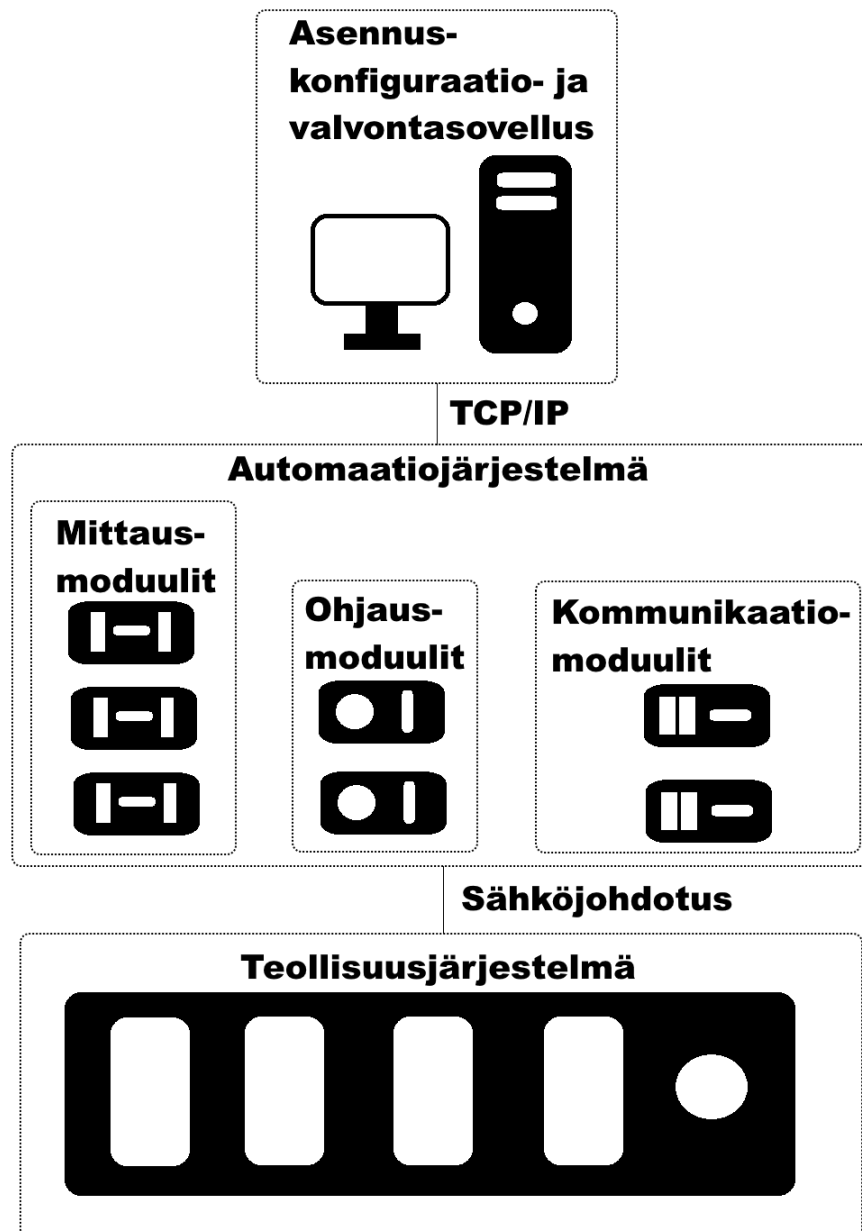 Asennus-
konfiguraatio- ja
valvontasovellus
TCP/IP
Automaatiojärjestelmä
Mittaus-
moduulit
Ohjaus-
moduulit
Kommunikaatio-
moduulit
Sähköjohdotus
Teollisuusjärjestelmä